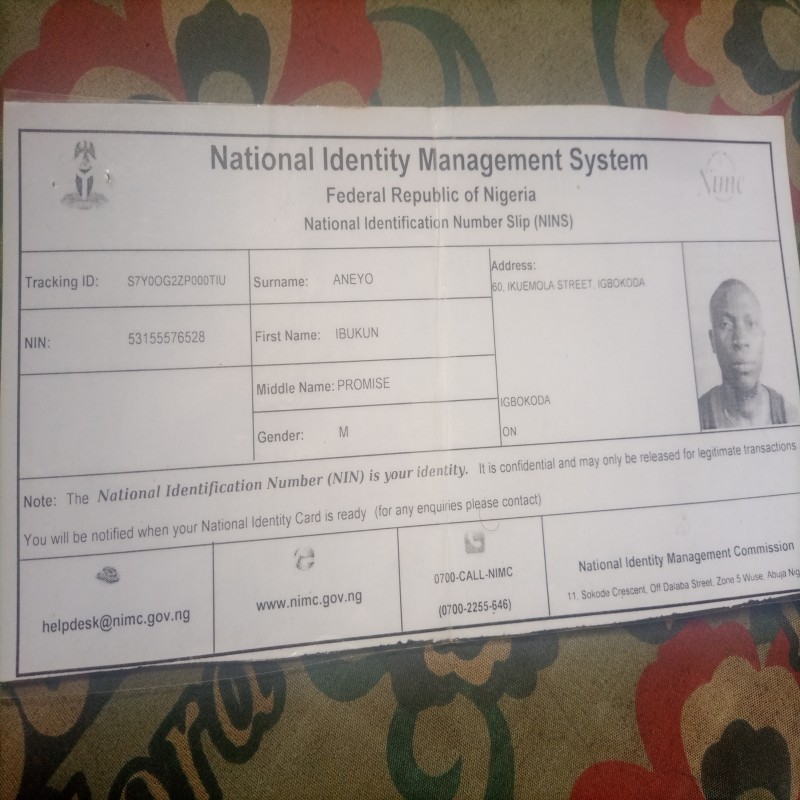 National Identity Management System
Federal Republic of Nigeria
National Identification Number Slip (NINS)
Nimc
Tracking ID: S7Y0OG2ZP000TIU
Surname: ANEYO
Address:
60, IKUEMOLA STREET, IGBOKODA
NIN: 53155576528
First Name: IBUKUN
Middle Name: PROMISE
IGBOKODA
Gender: M
ON
Note: The National Identification Number (NIN) is your identity. It is confidential and may only be released for legitimate transactions
You will be notified when your National Identity Card is ready (for any enquiries please contact)
helpdesk@nimc.gov.ng
www.nimc.gov.ng
0700-CALL-NIMC
(0700-2255-646)
National Identity Management Commission
11, Sokode Crescent, Off Dalaba Street, Zone 5 Wuse, Abuja Nig